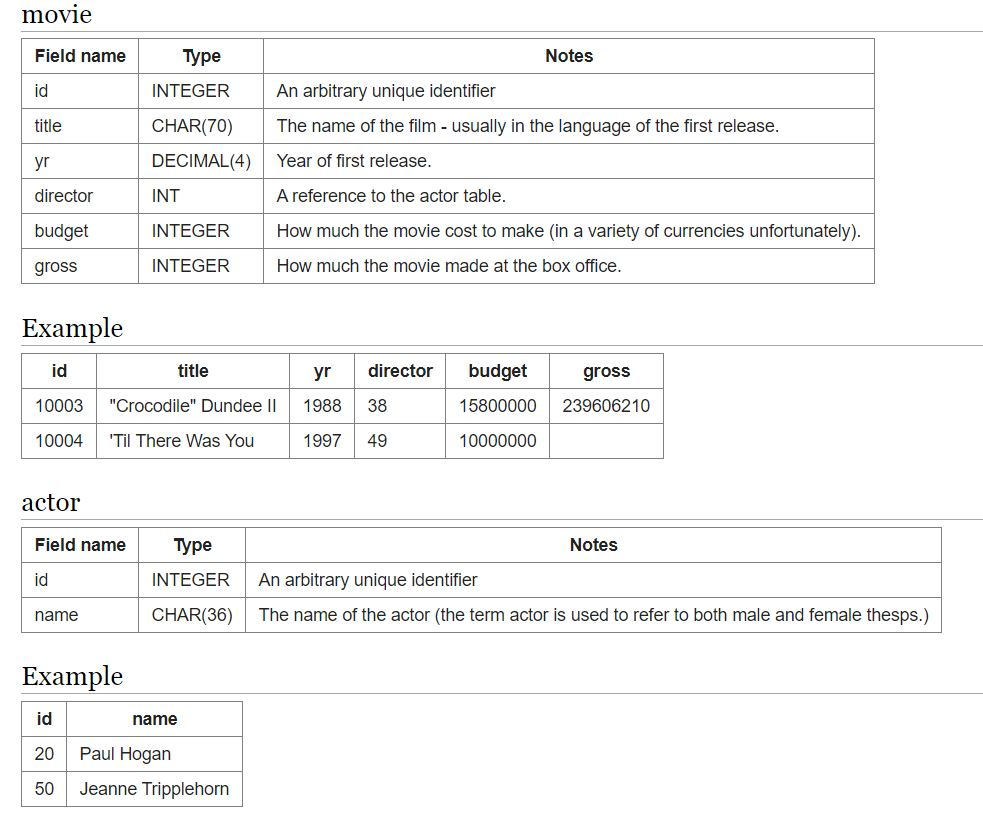 movie
Field name Type Notes
id INTEGER An arbitrary unique identifier
title CHAR(70) The name of the film - usually in the language of the first release.
yr DECIMAL(4) Year of first release.
director INT A reference to the actor table.
budget INTEGER How much the movie cost to make (in a variety of currencies unfortunately).
gross INTEGER How much the movie made at the box office.
Example
id title yr director budget gross
10003 "Crocodile" Dundee II 1988 38 15800000 239606210
10004 'Til There Was You 1997 49 10000000
actor
Field name Type Notes
id INTEGER An arbitrary unique identifier
name CHAR(36) The name of the actor (the term actor is used to refer to both male and female thesps.)
Example
id name
20 Paul Hogan
50 Jeanne Tripplehorn